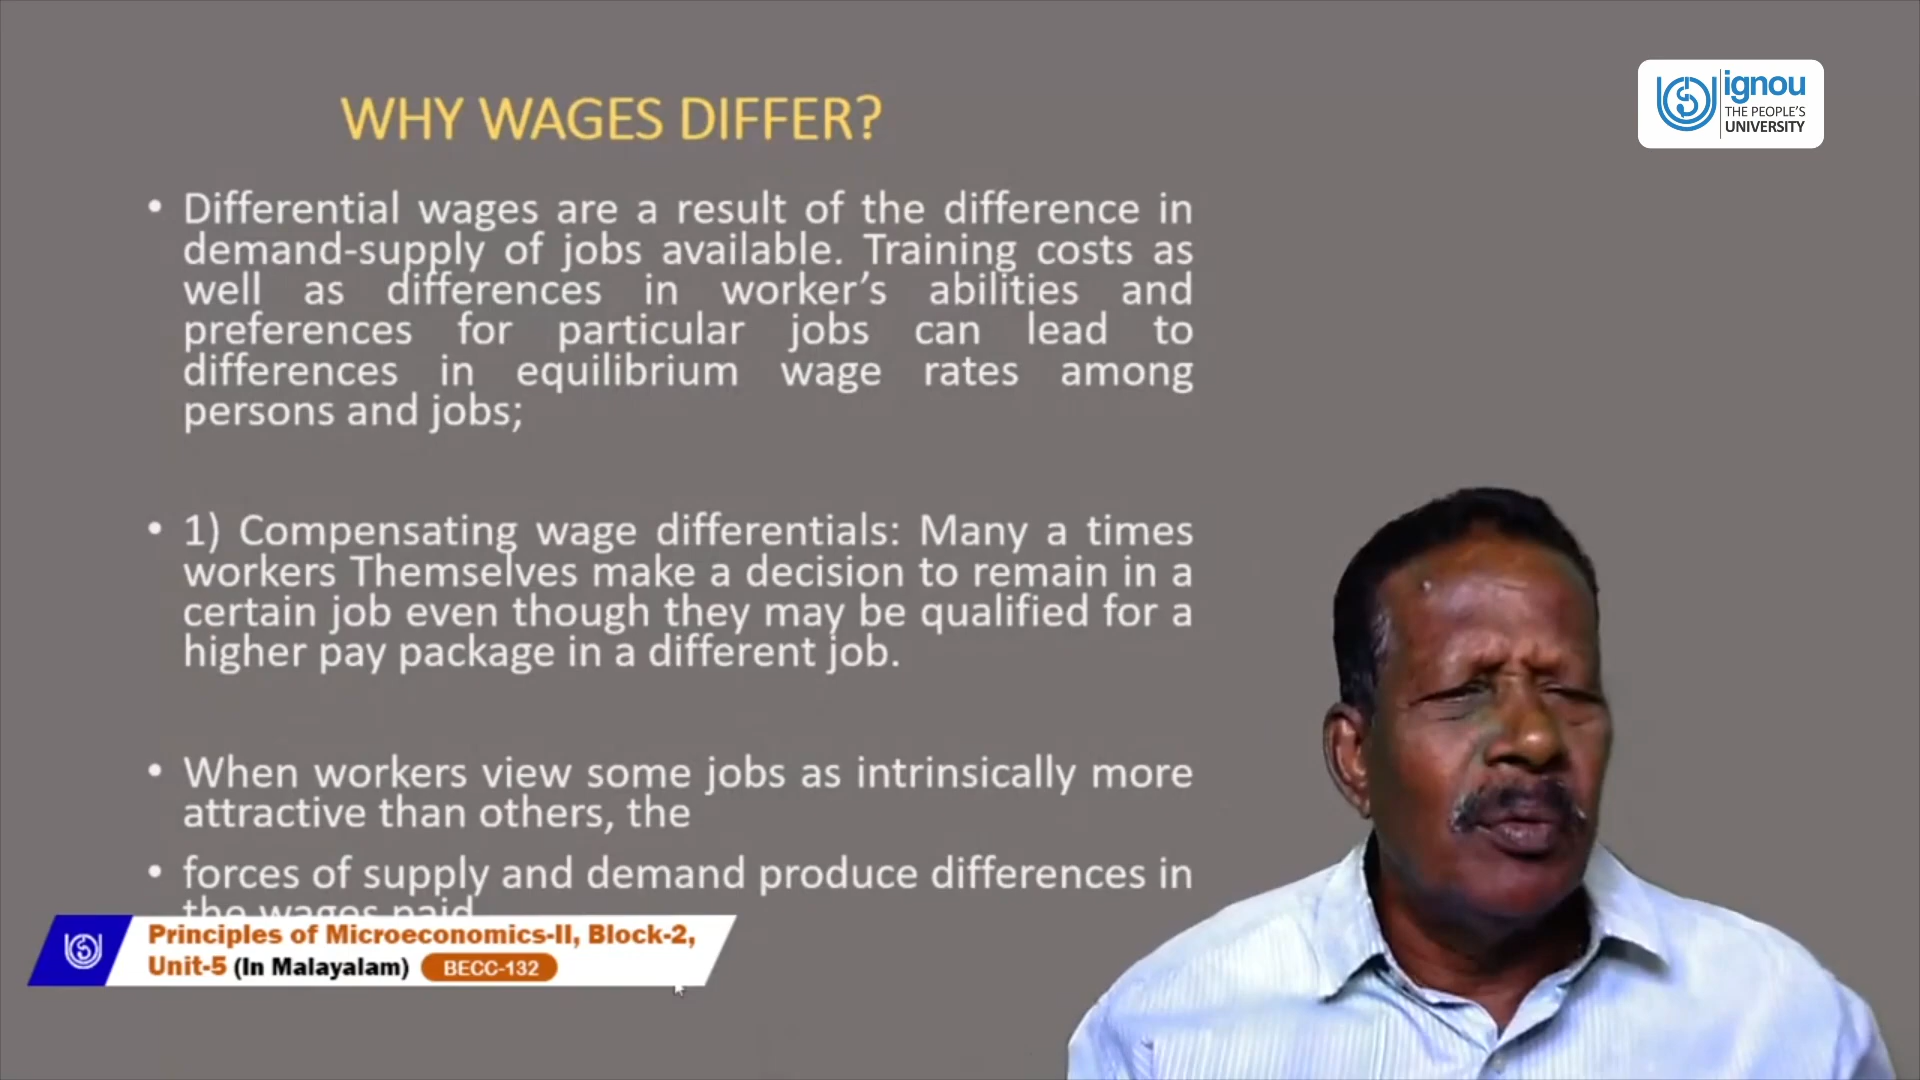 WHY WAGES DIFFER?
ignou
THE PEOPLE'S
UNIVERSITY
• Differential wages are a result of the difference in
demand-supply of jobs available. Training costs as
well as differences in worker’s abilities and
preferences for particular jobs can lead to
differences in equilibrium wage rates among
persons and jobs;
• 1) Compensating wage differentials: Many a times
workers Themselves make a decision to remain in a
certain job even though they may be qualified for a
higher pay package in a different job.
• When workers view some jobs as intrinsically more
attractive than others, the
• forces of supply and demand produce differences in
the wages paid
Principles of Microeconomics-II, Block-2,
Unit-5 (In Malayalam) BECC-132